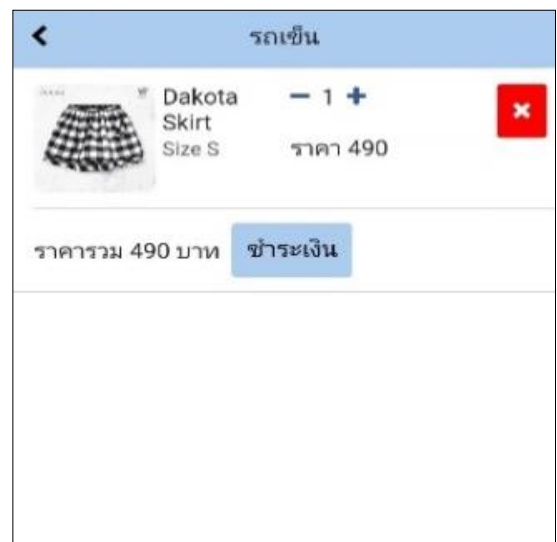 รถเข็น
Dakota
Skirt
Size S
1
ราคา 490
ราคารวม 490 บาท
ชำระเงิน